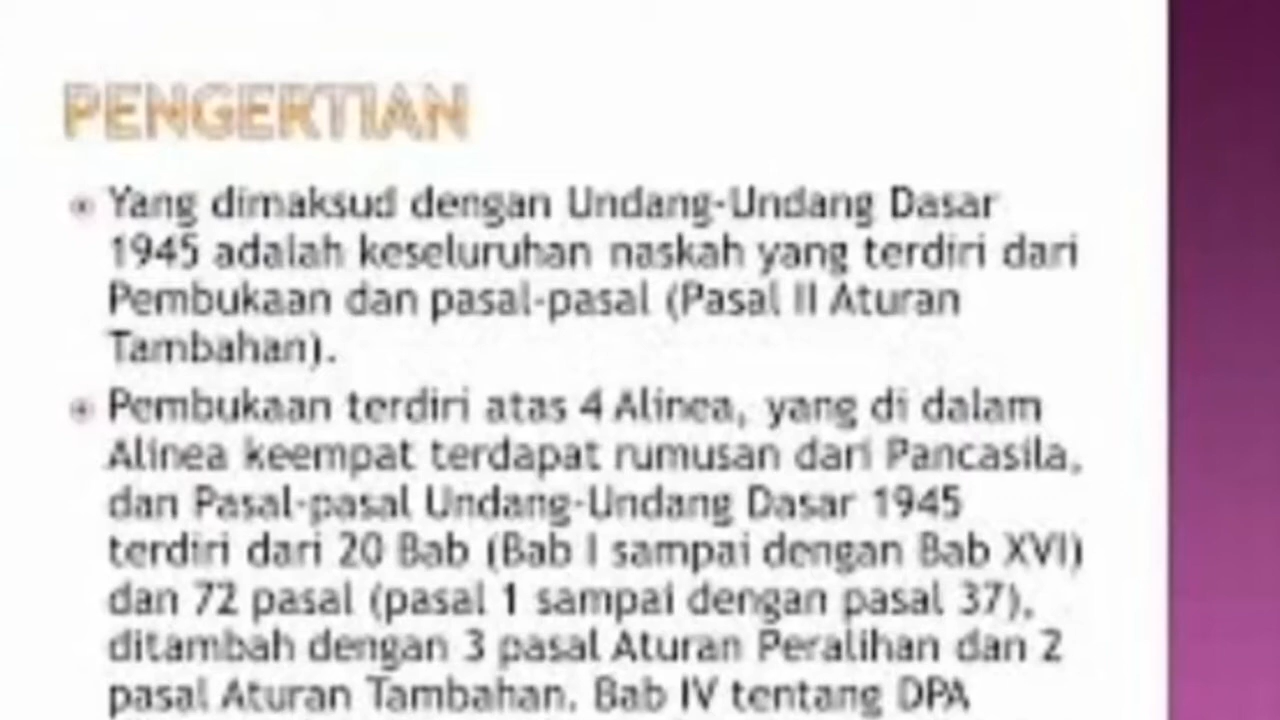 PENGERTIAN
Yang dimaksud dengan Undang-Undang Dasar
1945 adalah keseluruhan naskah yang terdiri dari
Pembukaan dan pasal-pasal (Pasal II Aturan
Tambahan).
Pembukaan terdiri atas 4 Alinea, yang di dalam
Alinea keempat terdapat rumusan dari Pancasila,
dan Pasal-pasal Undang-Undang Dasar 1945
terdiri dari 20 Bab (Bab I sampai dengan Bab XVI)
dan 72 pasal (pasal 1 sampai dengan pasal 37),
ditambah dengan 3 pasal Aturan Peralihan dan 2
pasal Aturan Tambahan. Bab IV tentang DPA